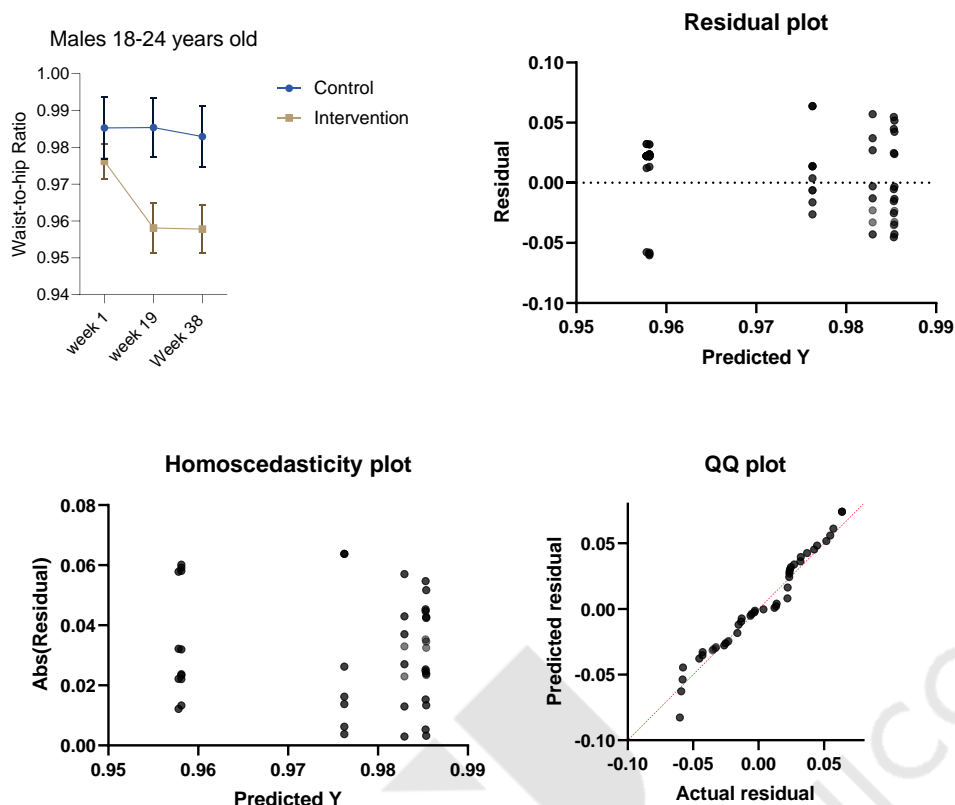 Males 18-24 years old
1.00
0.99
0.98
0.97
0.96
0.95
0.94
Waist-to-hip Ratio
week 1
week 19
Week 38
Control
Intervention
Residual plot
0.10
0.05
0.00
-0.05
-0.10
Residual
0.95
0.96
0.97
0.98
0.99
Predicted Y
Homoscedasticity plot
0.08
0.06
0.04
0.02
0.00
Abs(Residual)
0.95
0.96
0.97
0.98
0.99
Predicted Y
QQ plot
0.05
0.00
-0.05
-0.10
Predicted residual
-0.10
-0.05
0.00
0.05
Actual residual